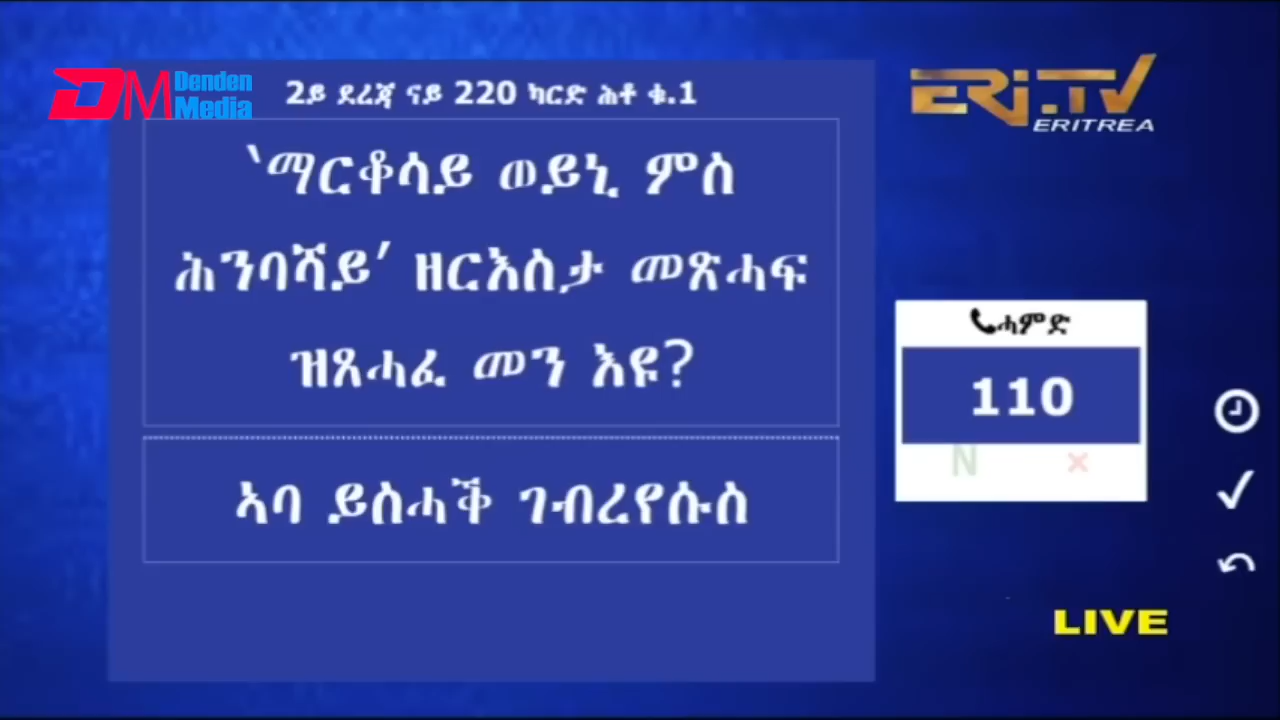 DM Denden Media
2ይ ደረጃ ናይ 220 ካርድ ሕቶ ቁ.1
ERi.TV
ERITREA
‛ማርቆሳይ ወይኒ ምስ
ሕንባሻይ’ ዘርእስታ መጽሓፍ
ዝጸሓፈ መን እዩ?
ኣባ ይስሓቕ ገብረየሱስ
ሓምድ
110
N ×
LIVE